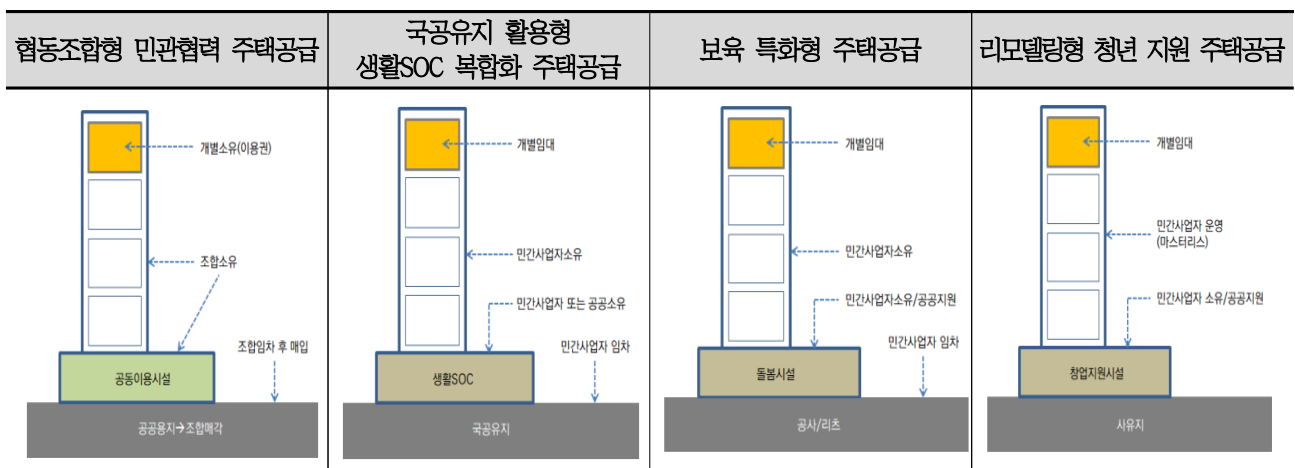 협동조합형 민관협력 주택공급
국공유지 활용형
생활SOC 복합화 주택공급
보육 특화형 주택공급
리모델링형 청년 지원 주택공급
개별소유(이용권)
조합소유
조합임차 후 매입
공동이용시설
공공용지→조합매각
개별임대
민간사업자소유
민간사업자 또는 공공소유
민간사업자 임차
생활SOC
국공유지
개별임대
민간사업자소유
민간사업자소유/공공지원
민간사업자 임차
돌봄시설
공사/리츠
개별임대
민간사업자 운영
(마스터리스)
민간사업자 소유/공공지원
창업지원시설
사유지